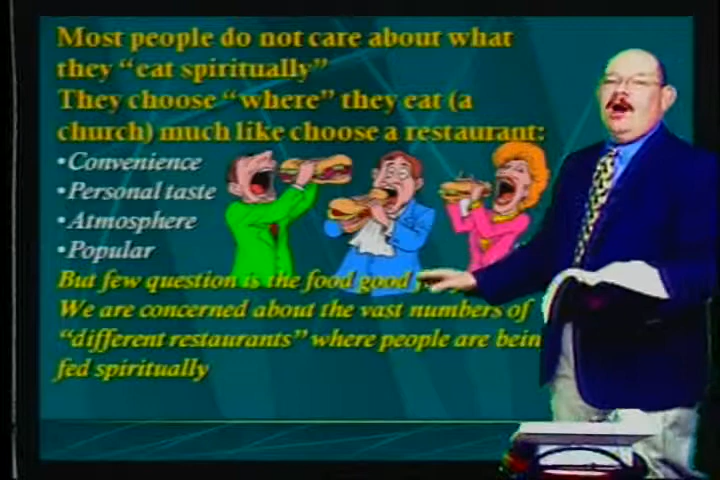 Most people do not care about what
they “eat spiritually”
They choose “where” they eat (a
church) much like choose a restaurant:
•Convenience
•Personal taste
•Atmosphere
•Popular
But few question is the food good
We are concerned about the vast numbers of
“different restaurants” where people are bein
fed spiritually